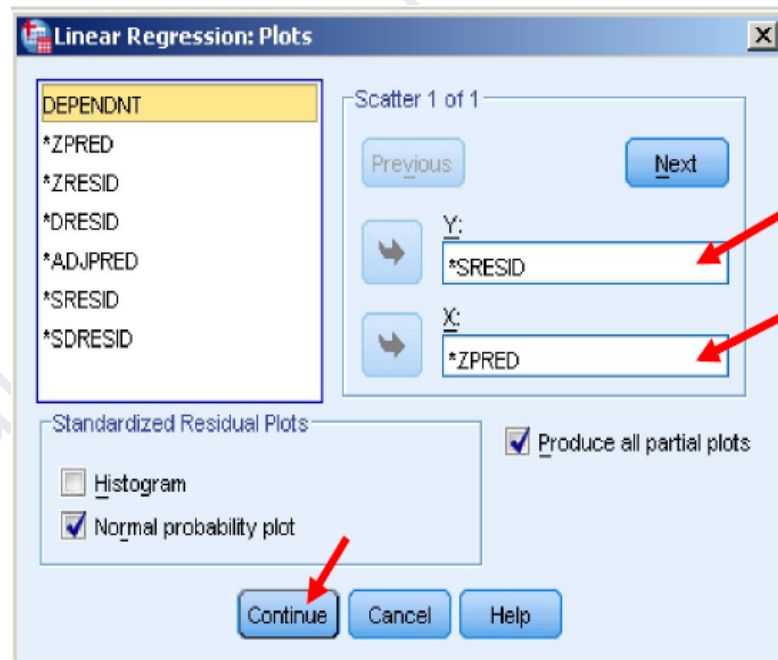 Linear Regression: Plots
DEPENDNT
*ZPRED
*ZRESID
*DRESID
*ADJPRED
*SRESID
*SDRESID
Scatter 1 of 1
Previous
Next
Y:
*SRESID
X:
*ZPRED
Standardized Residual Plots
Histogram
Normal probability plot
Produce all partial plots
Continue
Cancel
Help